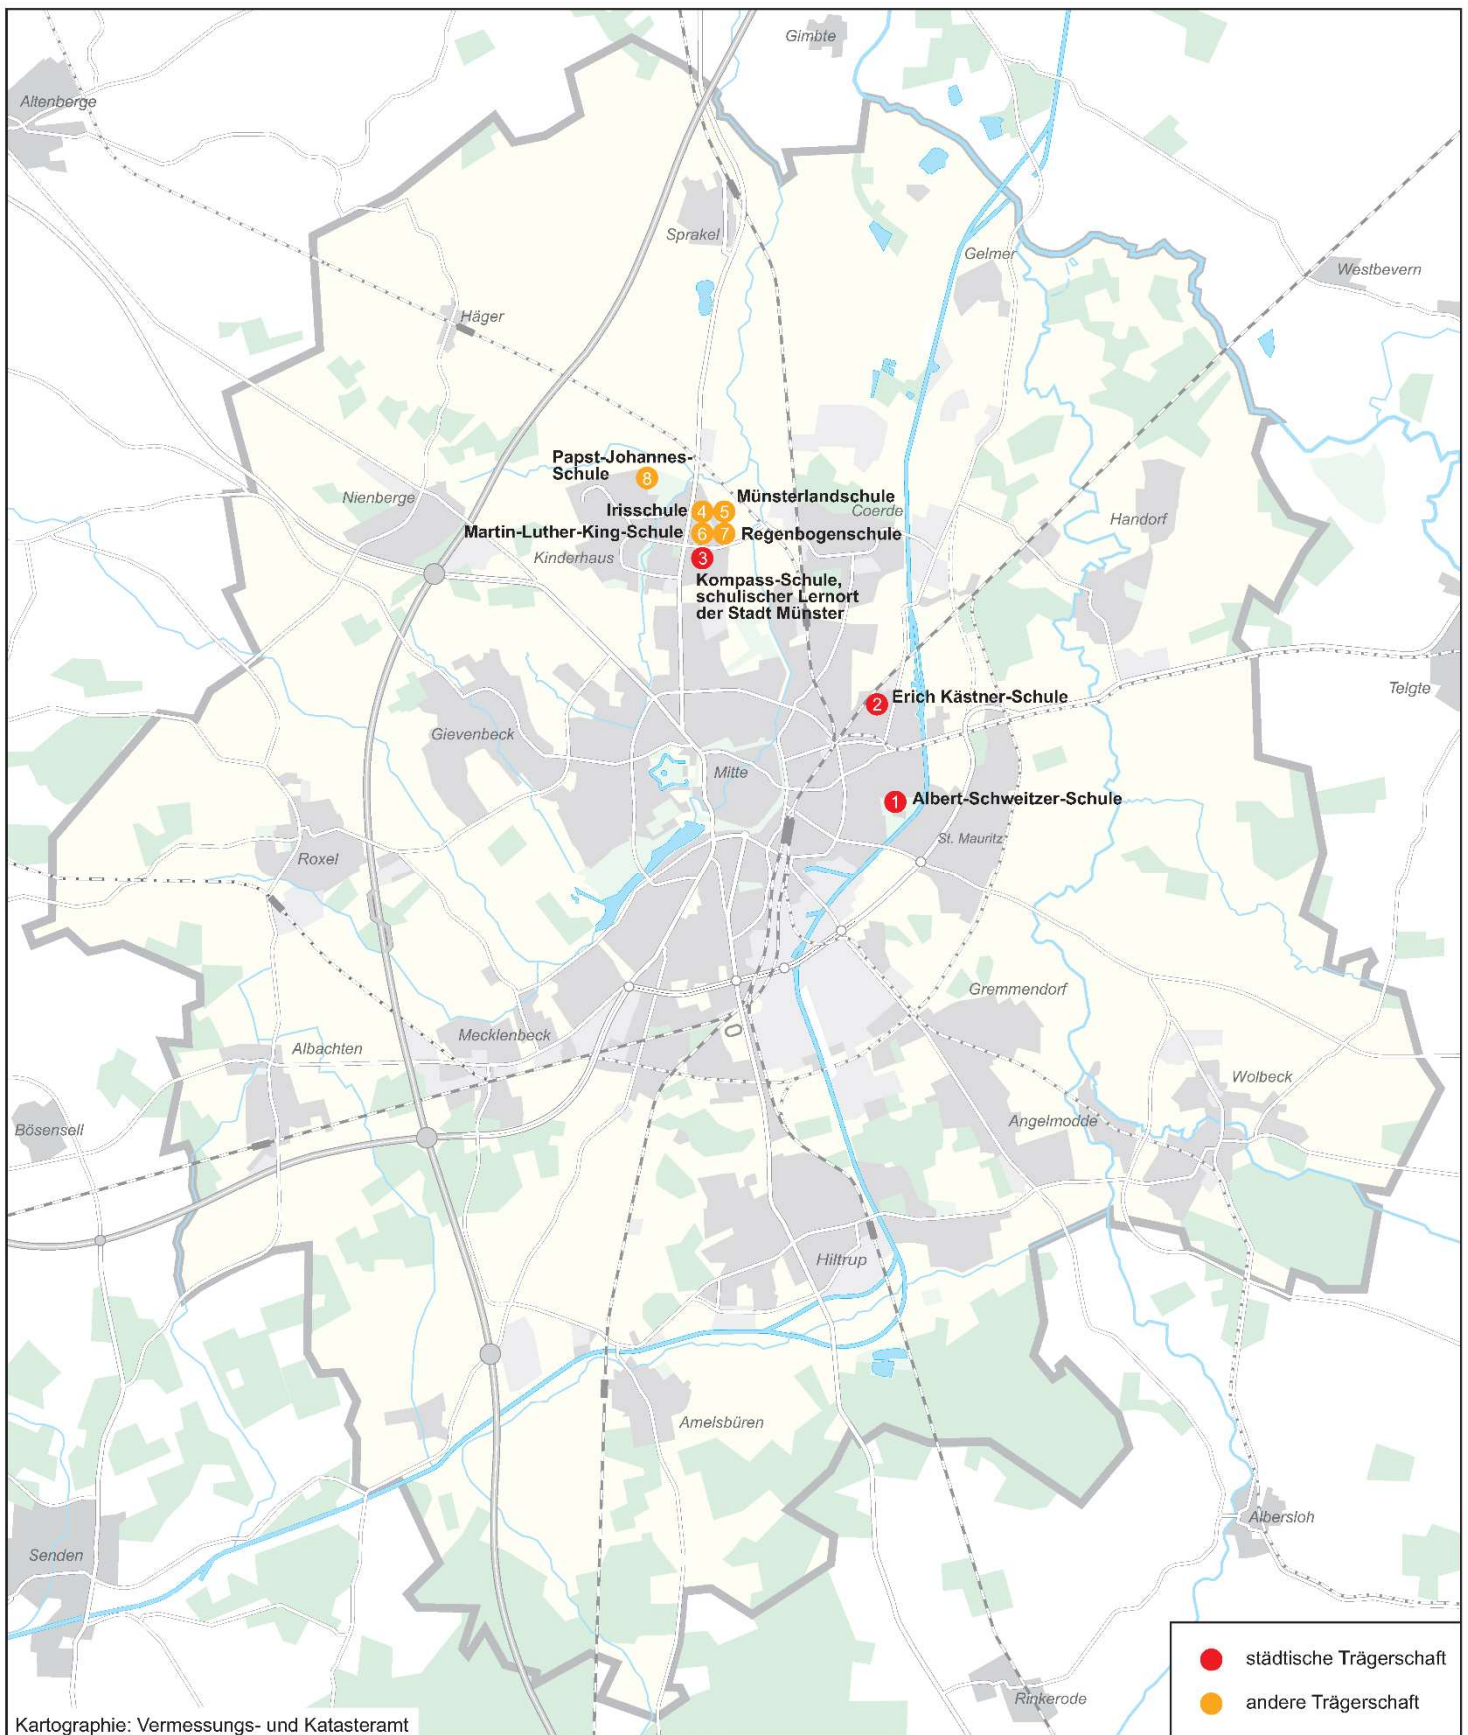 Gimbte
Altenberge
Sprakel
Gelmer
Westbevern
Häger
Papst-Johannes-
Schule
8
Nienberge
Irisschule
4
5
Münsterlandschule
Coerde
Handorf
Martin-Luther-King-Schule
6
7
Regenbogenschule
Kinderhaus
3
Kompass-Schule,
schulischer Lernort
der Stadt Münster
Telgte
2
Erich Kästner-Schule
Gievenbeck
Mitte
1
Albert-Schweitzer-Schule
St. Mauritz
Roxel
Gremmendorf
Mecklenbeck
Albachten
Wolbeck
Bösensell
Angelmodde
Hiltrup
Amelsbüren
Albersloh
Senden
Rinkerode
städtische Trägerschaft
andere Trägerschaft
Kartographie: Vermessungs- und Katasteramt